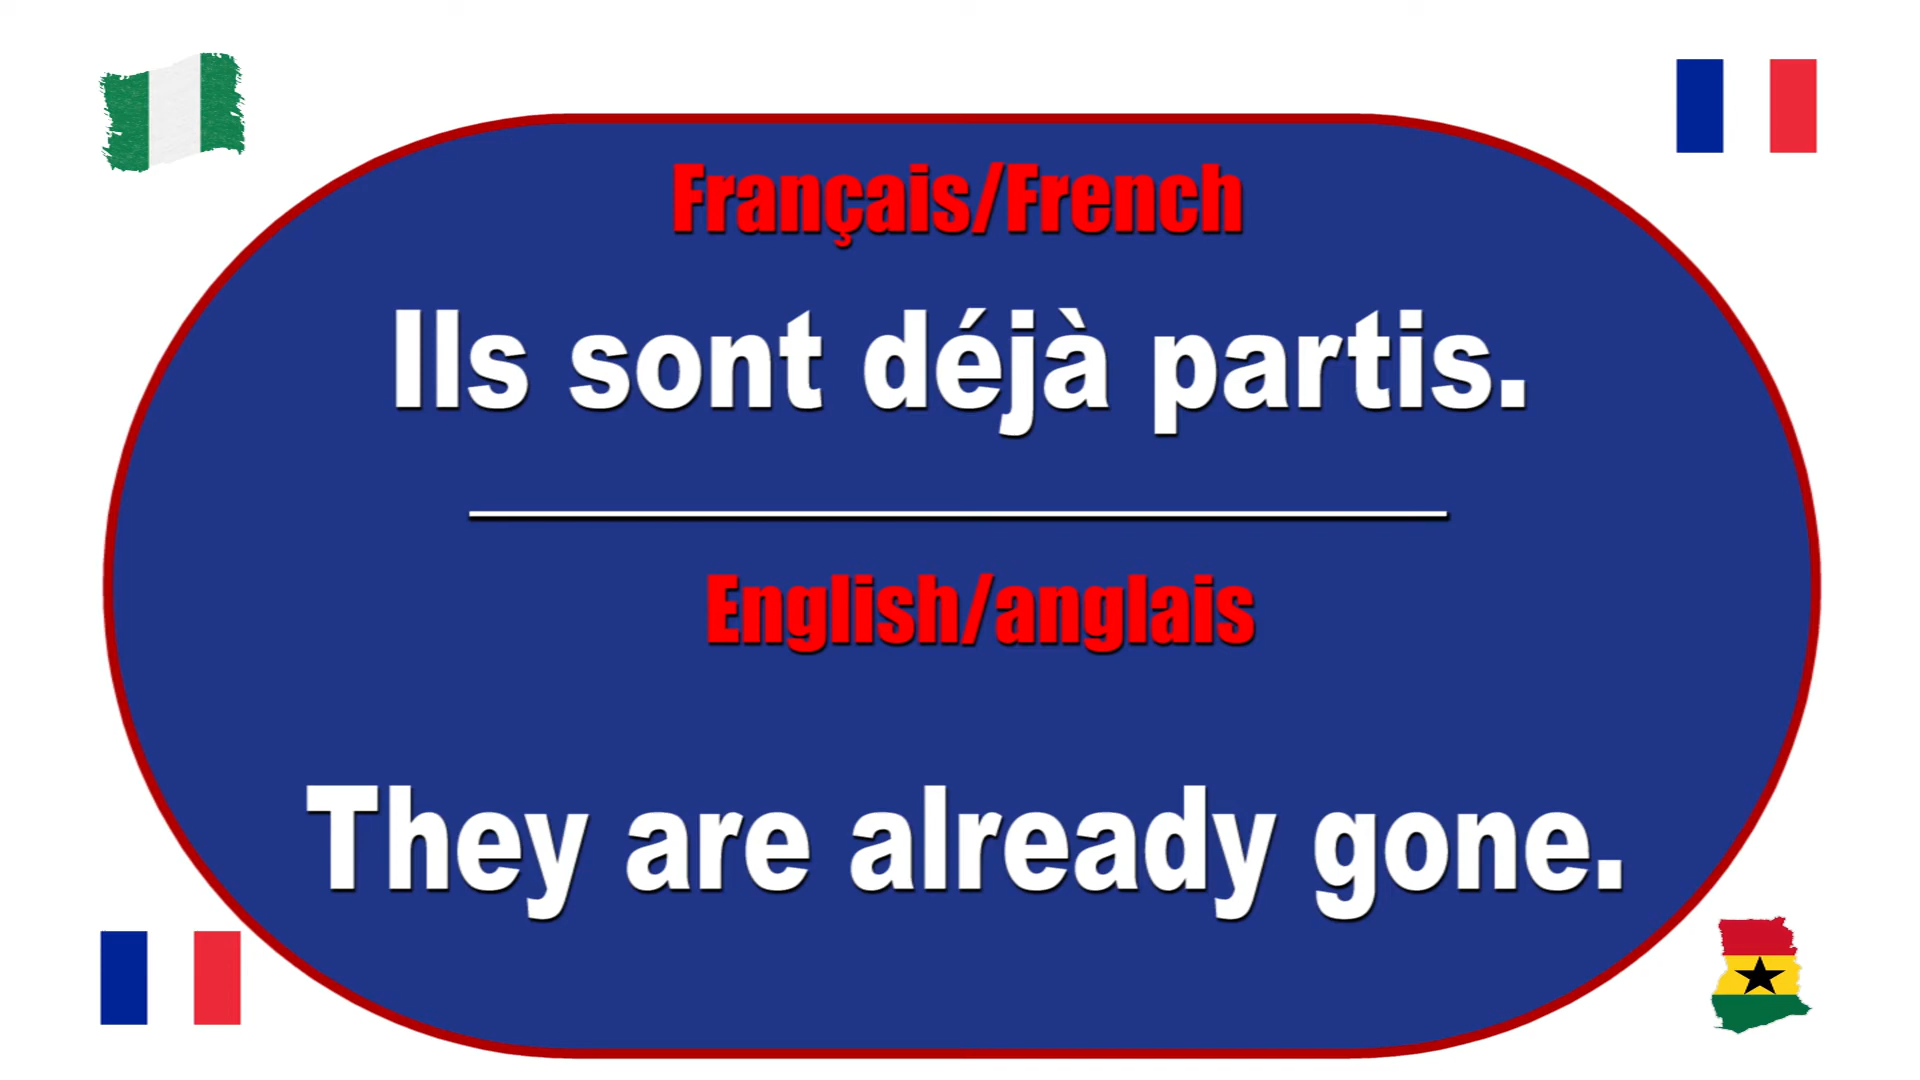 Français/French
Ils sont déjà partis.
English/anglais
They are already gone.